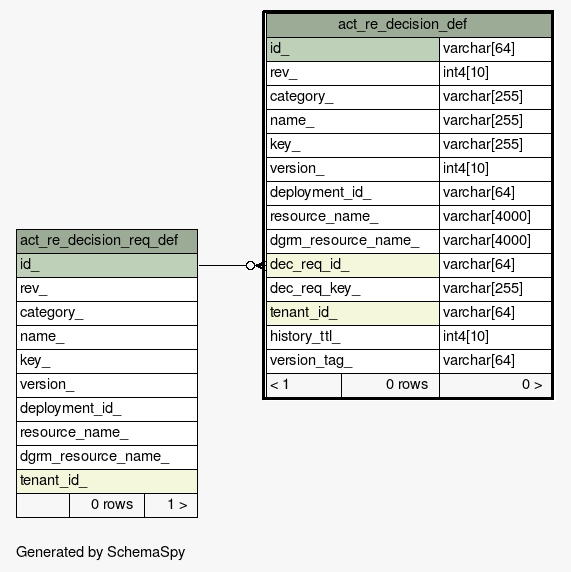 act_re_decision_def
id_ varchar[64]
rev_ int4[10]
category_ varchar[255]
name_ varchar[255]
key_ varchar[255]
version_ int4[10]
deployment_id_ varchar[64]
resource_name_ varchar[4000]
dgrm_resource_name_ varchar[4000]
dec_req_id_ varchar[64]
dec_req_key_ varchar[255]
tenant_id_ varchar[64]
history_ttl_ int4[10]
version_tag_ varchar[64]
< 1 0 rows 0 >
act_re_decision_req_def
id_
rev_
category_
name_
key_
version_
deployment_id_
resource_name_
dgrm_resource_name_
tenant_id_
0 rows 1 >
Generated by SchemaSpy